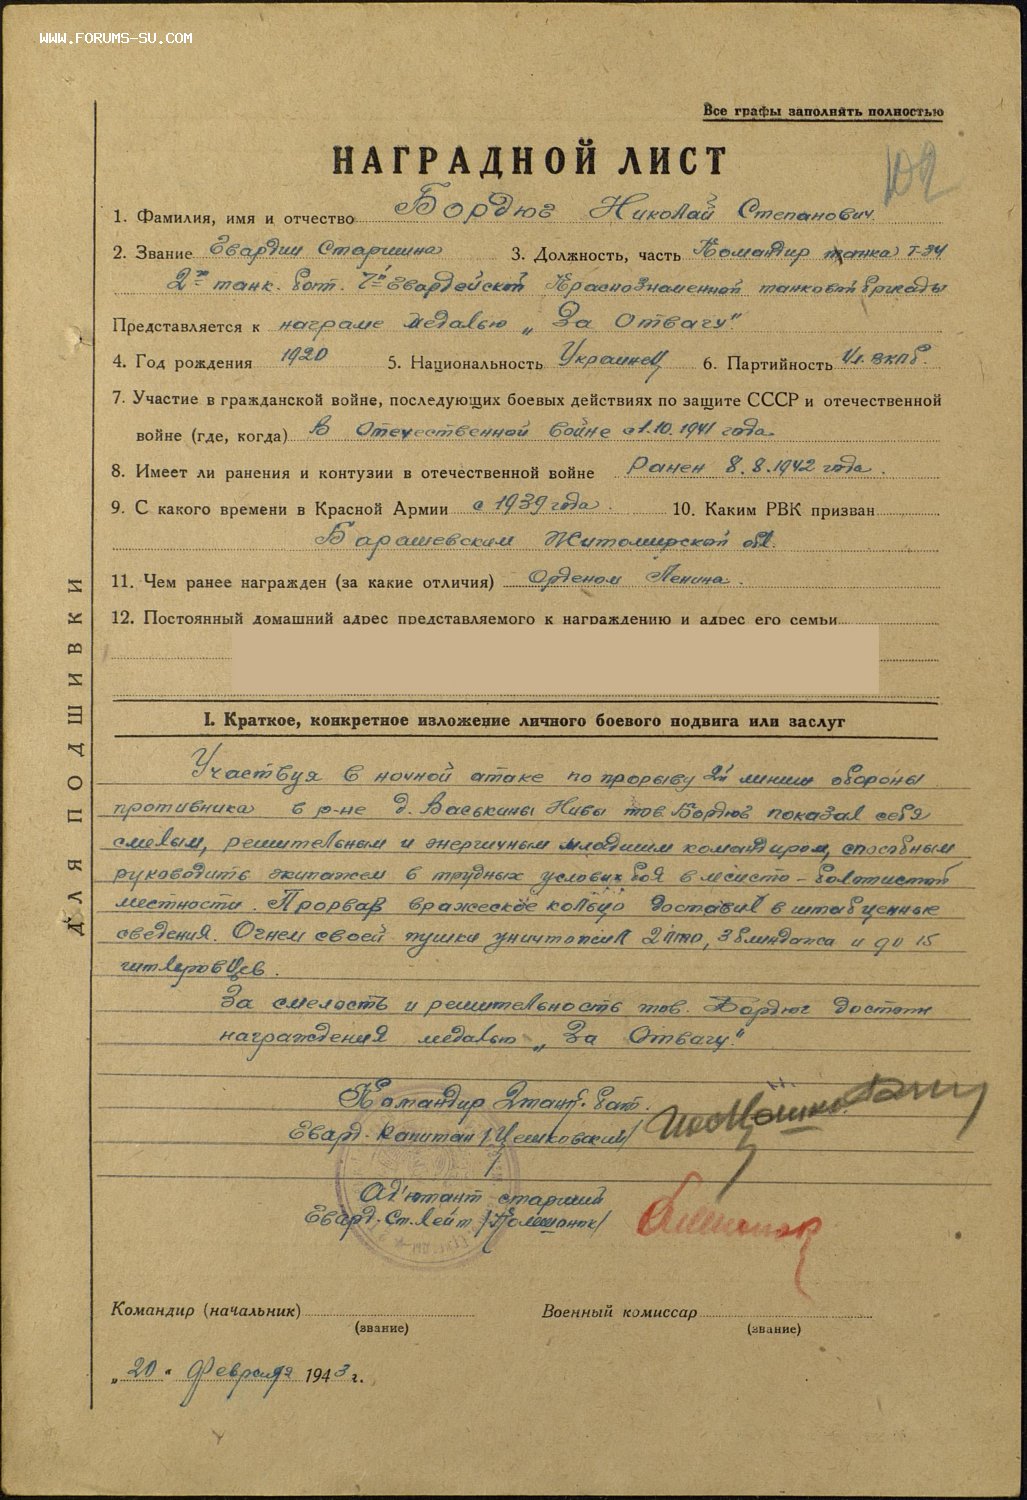 WWW.FORUMS-SU.COM
Все графы заполнять полностью
НАГРАДНОЙ ЛИСТ
102
1. Фамилия, имя и отчество Бордюг Николай Степанович
2. Звание Гвардии Старшина 3. Должность, часть Командир танка Т-34
2го танк. бат. 7й Гвардейской Краснознаменной танковой бригады
Представляется к награде медалью „За Отвагу"
4. Год рождения 1920 5. Национальность Украинец 6. Партийность чл. ВКПб.
7. Участие в гражданской войне, последующих боевых действиях по защите СССР и отечественной
войне (где, когда) В Отечественной войне с 1.10.1941 года
8. Имеет ли ранения и контузии в отечественной войне Ранен 8.8.1942 года.
9. С какого времени в Красной Армии с 1939 года. 10. Каким РВК призван
Барашевским Житомирской обл.
11. Чем ранее награжден (за какие отличия) Орденом Ленина.
12. Постоянный домашний адрес представляемого к награждению и адрес его семьи
I. Краткое, конкретное изложение личного боевого подвига или заслуг
Участвуя в ночной атаке по прорыву 2й линии обороны
противника в р-не д. Васькины Нивы тов. Бордюг показал себя
смелым, решительным и энергичным младшим командиром, способным
руководить экипажем в трудных условиях боя в лесисто-болотистой
местности. Прорвав вражеское кольцо доставил в штаб ценные
сведения. Огнем своей пушки уничтожил 2 пто, 3 блиндажа и до 15
гитлеровцев.
За смелость и решительность тов. Бордюг достоин
награждения медалью „За Отвагу."
Командир 2 танк. бат.
Гвард. Капитан /Цешковский/
Ад'ютант старший
Гвард. Ст. Лейт
Командир (начальник)
Военный комиссар
(звание)
(звание)
„20" Февраля 1943 г.
ДЛЯ ПОДШИВКИ